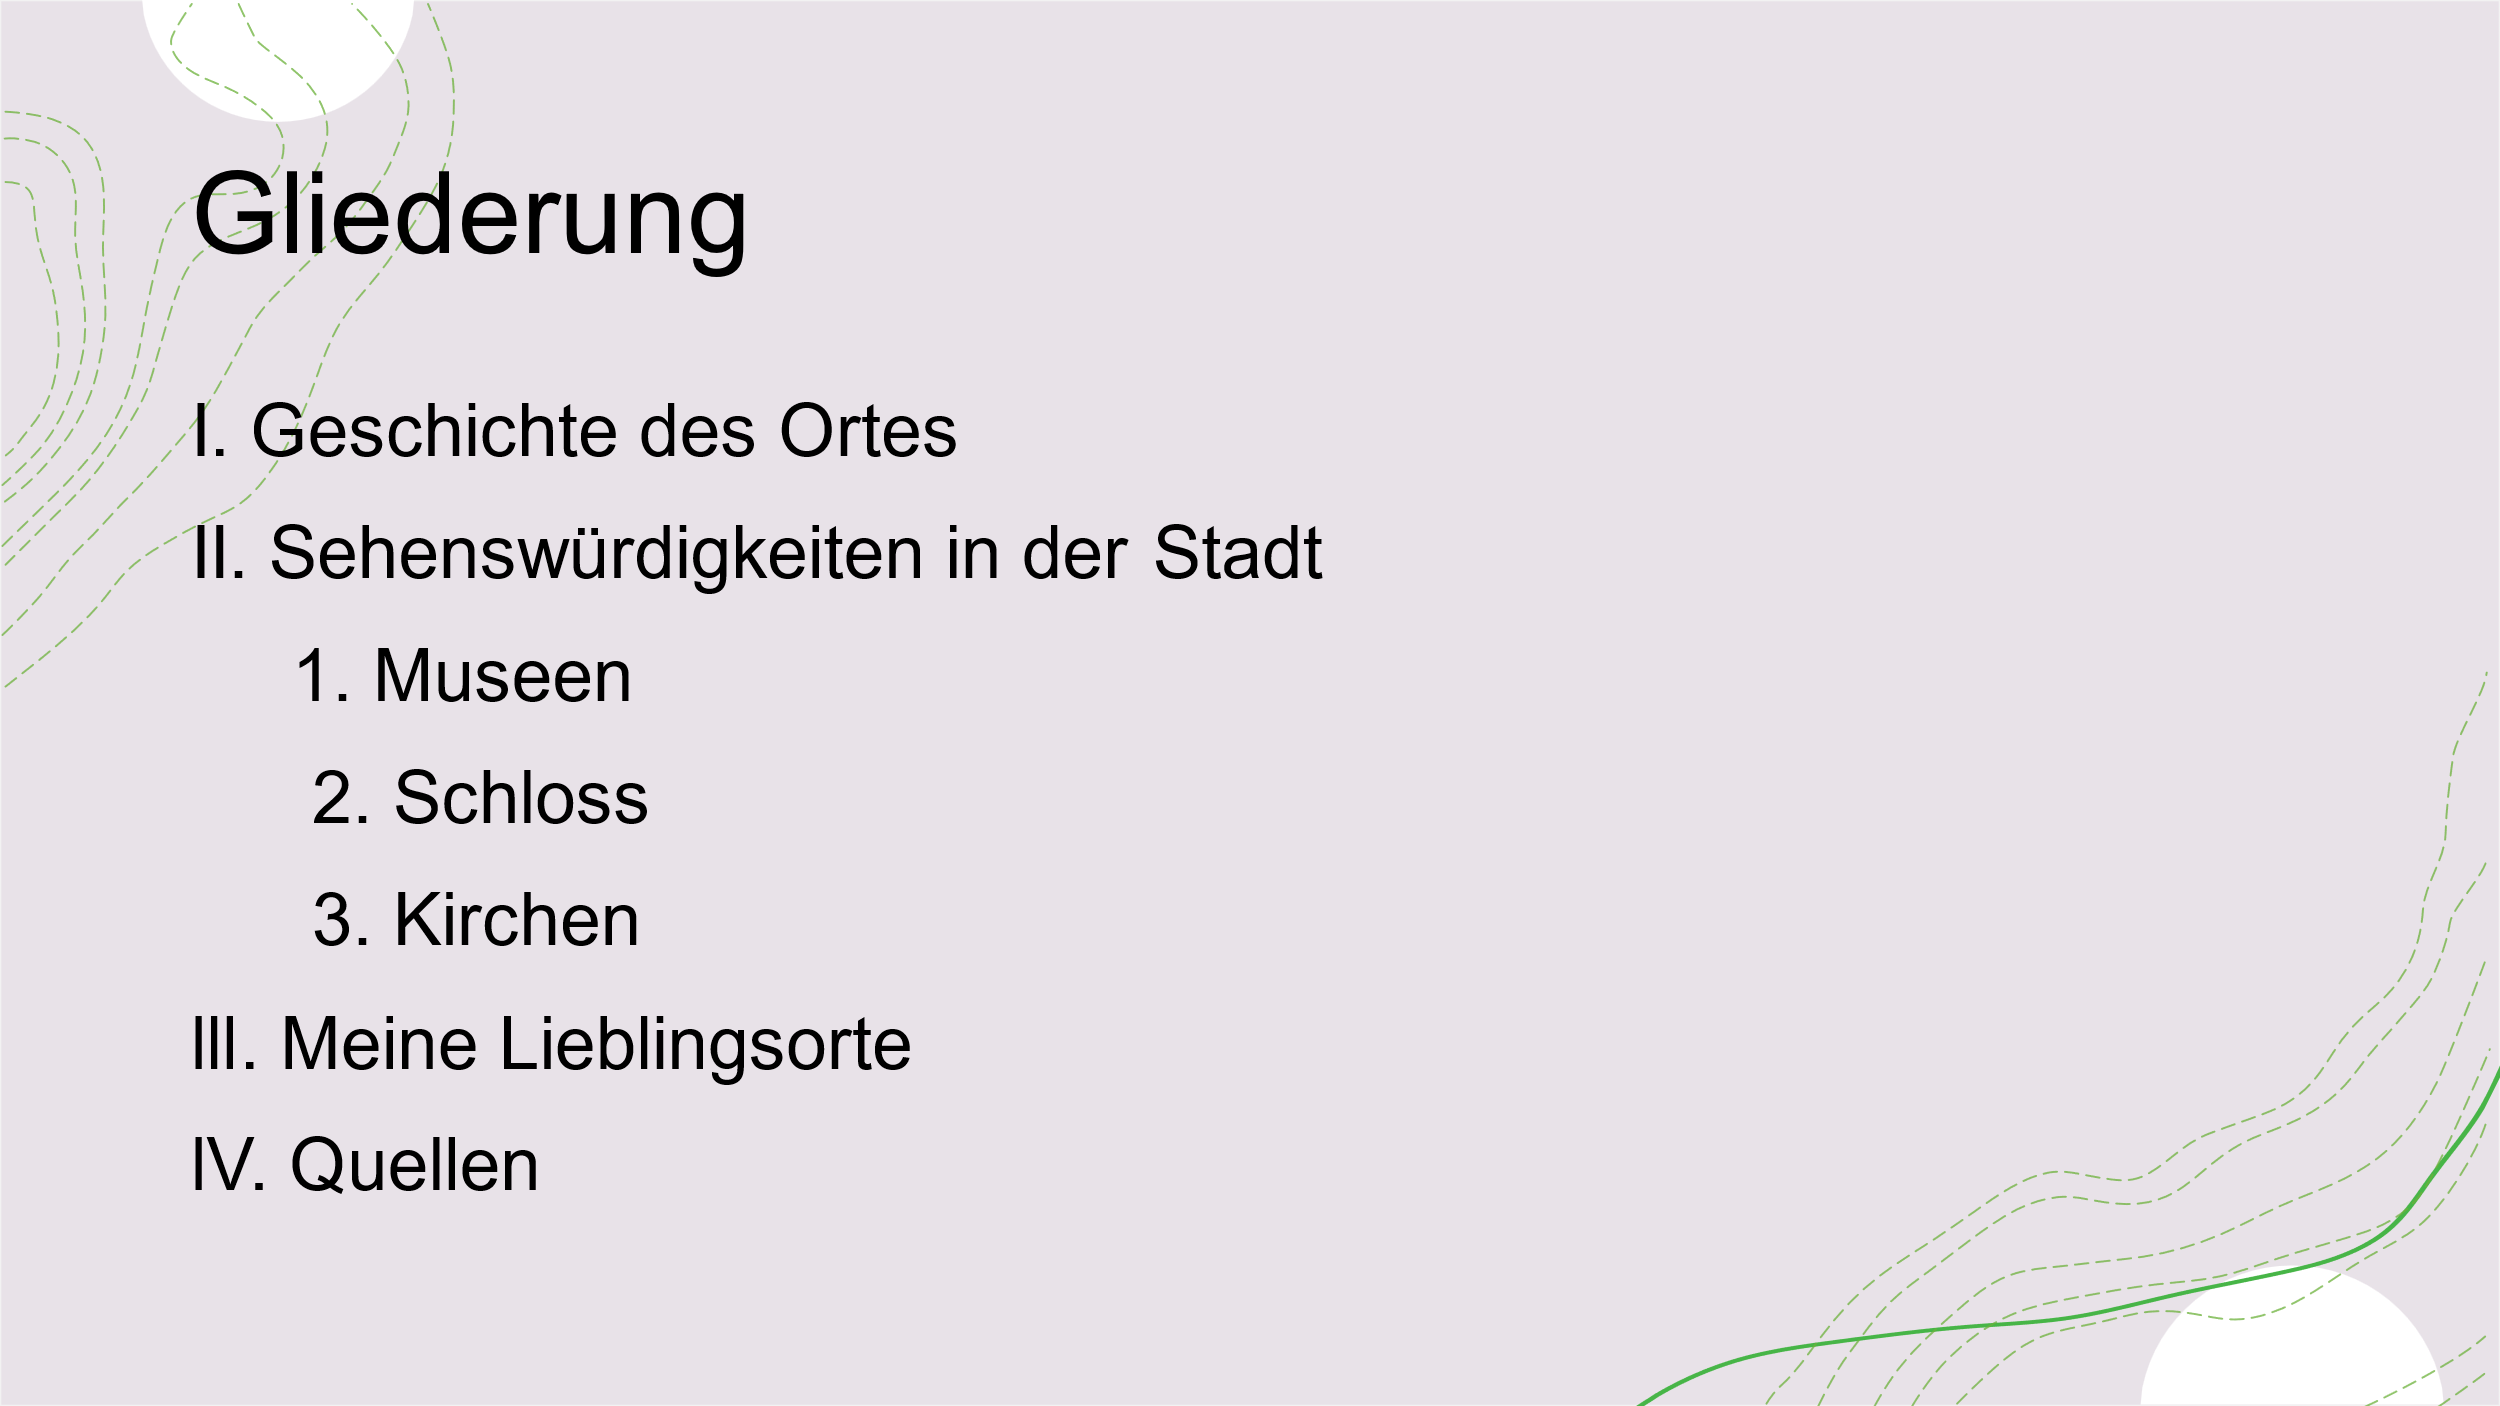 Gliederung
I. Geschichte des Ortes
II. Sehenswürdigkeiten in der Stadt
1. Museen
2. Schloss
3. Kirchen
III. Meine Lieblingsorte
IV. Quellen